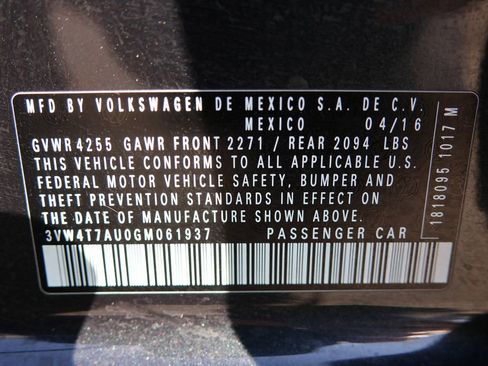 MFD BY VOLKSWAGEN DE MEXICO S.A. DE C.V.
MEXICO 04/16
GVWR 4255 GAWR FRONT 2271 / REAR 2094 LBS
THIS VEHICLE CONFORMS TO ALL APPLICABLE U.S.
FEDERAL MOTOR VEHICLE SAFETY, BUMPER AND
THEFT PREVENTION STANDARDS IN EFFECT ON
THE DATE OF MANUFACTURE SHOWN ABOVE.
3VW4T7AU0GM061937 PASSENGER CAR
1818095 1017 M